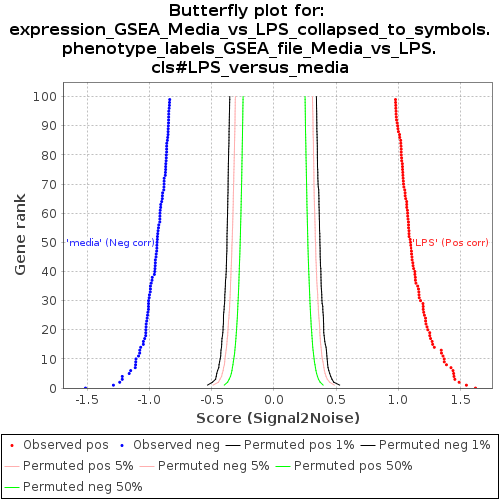 Butterfly plot for:
expression_GSEA_Media_vs_LPS_collapsed_to_symbols.
phenotype_labels_GSEA_file_Media_vs_LPS.
cls#LPS_versus_media
Gene rank
100
90
80
70
60
50
40
30
20
10
0
'media' (Neg corr)
'LPS' (Pos corr)
-1.5 -1.0 -0.5 0.0 0.5 1.0 1.5
Score (Signal2Noise)
Observed pos Observed neg Permuted pos 1% Permuted neg 1%
Permuted pos 5% Permuted neg 5% Permuted pos 50%
Permuted neg 50%